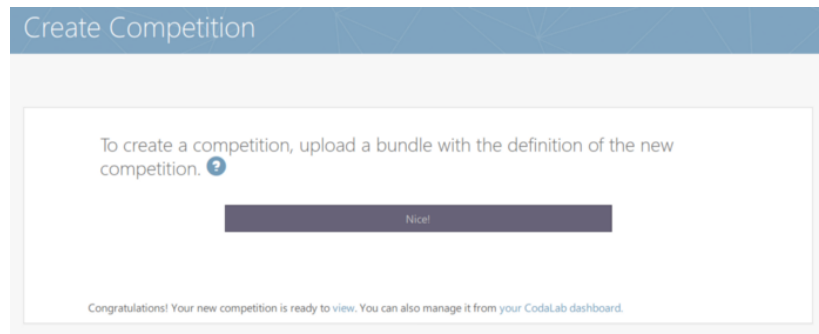 Create Competition
To create a competition, upload a bundle with the definition of the new
competition. ?
Nice!
Congratulations! Your new competition is ready to view. You can also manage it from your CodaLab dashboard.